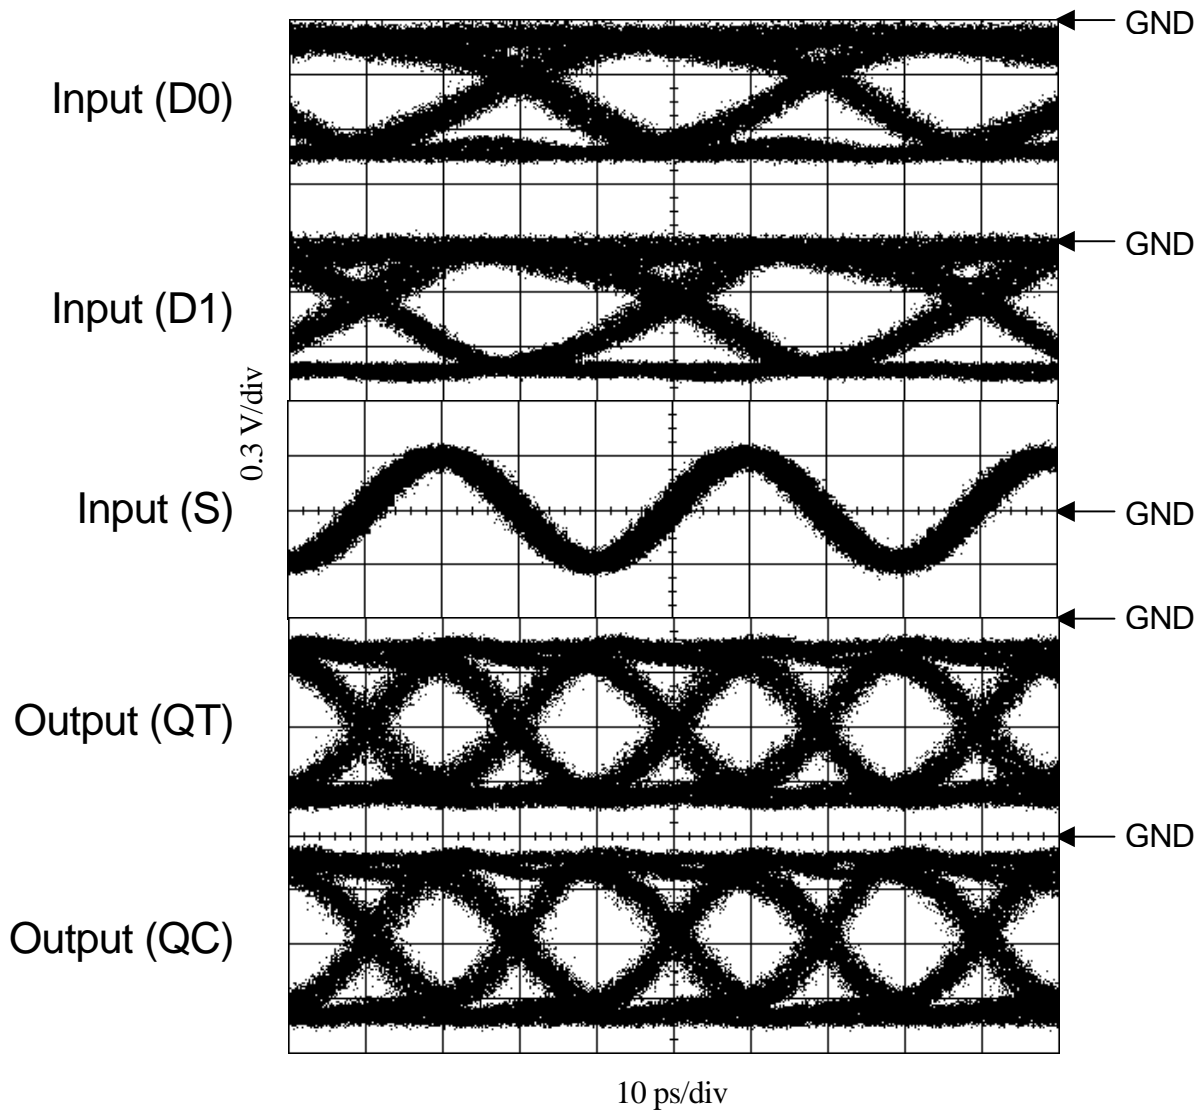 GND
Input (D0)
GND
Input (D1)
0.3 V/div
Input (S)
GND
GND
Output (QT)
GND
Output (QC)
10 ps/div